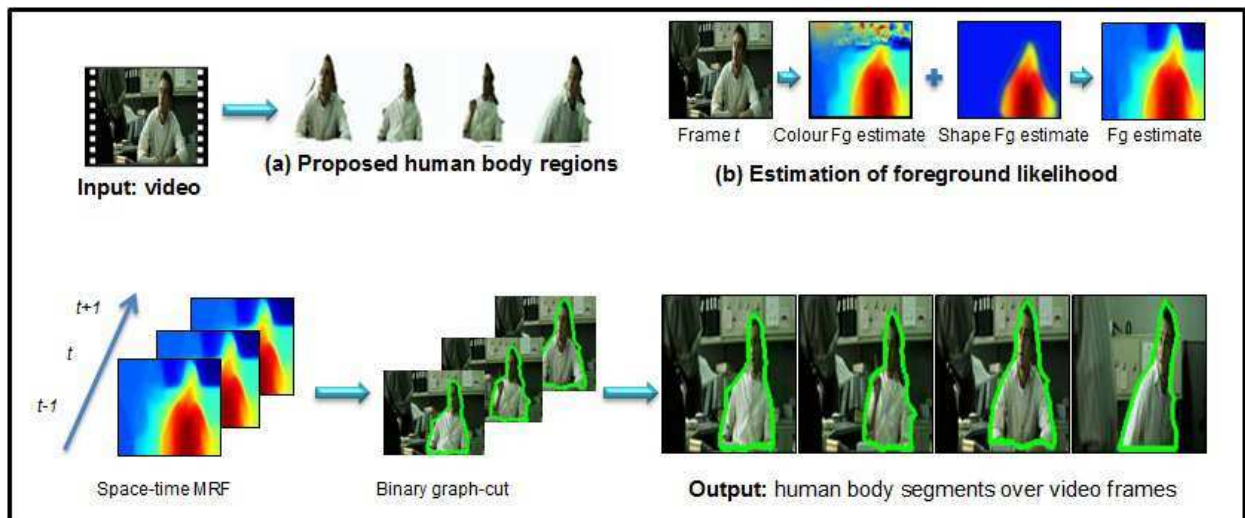 Input: video
(a) Proposed human body regions
Frame t
Colour Fg estimate
Shape Fg estimate
Fg estimate
(b) Estimation of foreground likelihood
t+1
t
t-1
Space-time MRF
Binary graph-cut
Output: human body segments over video frames